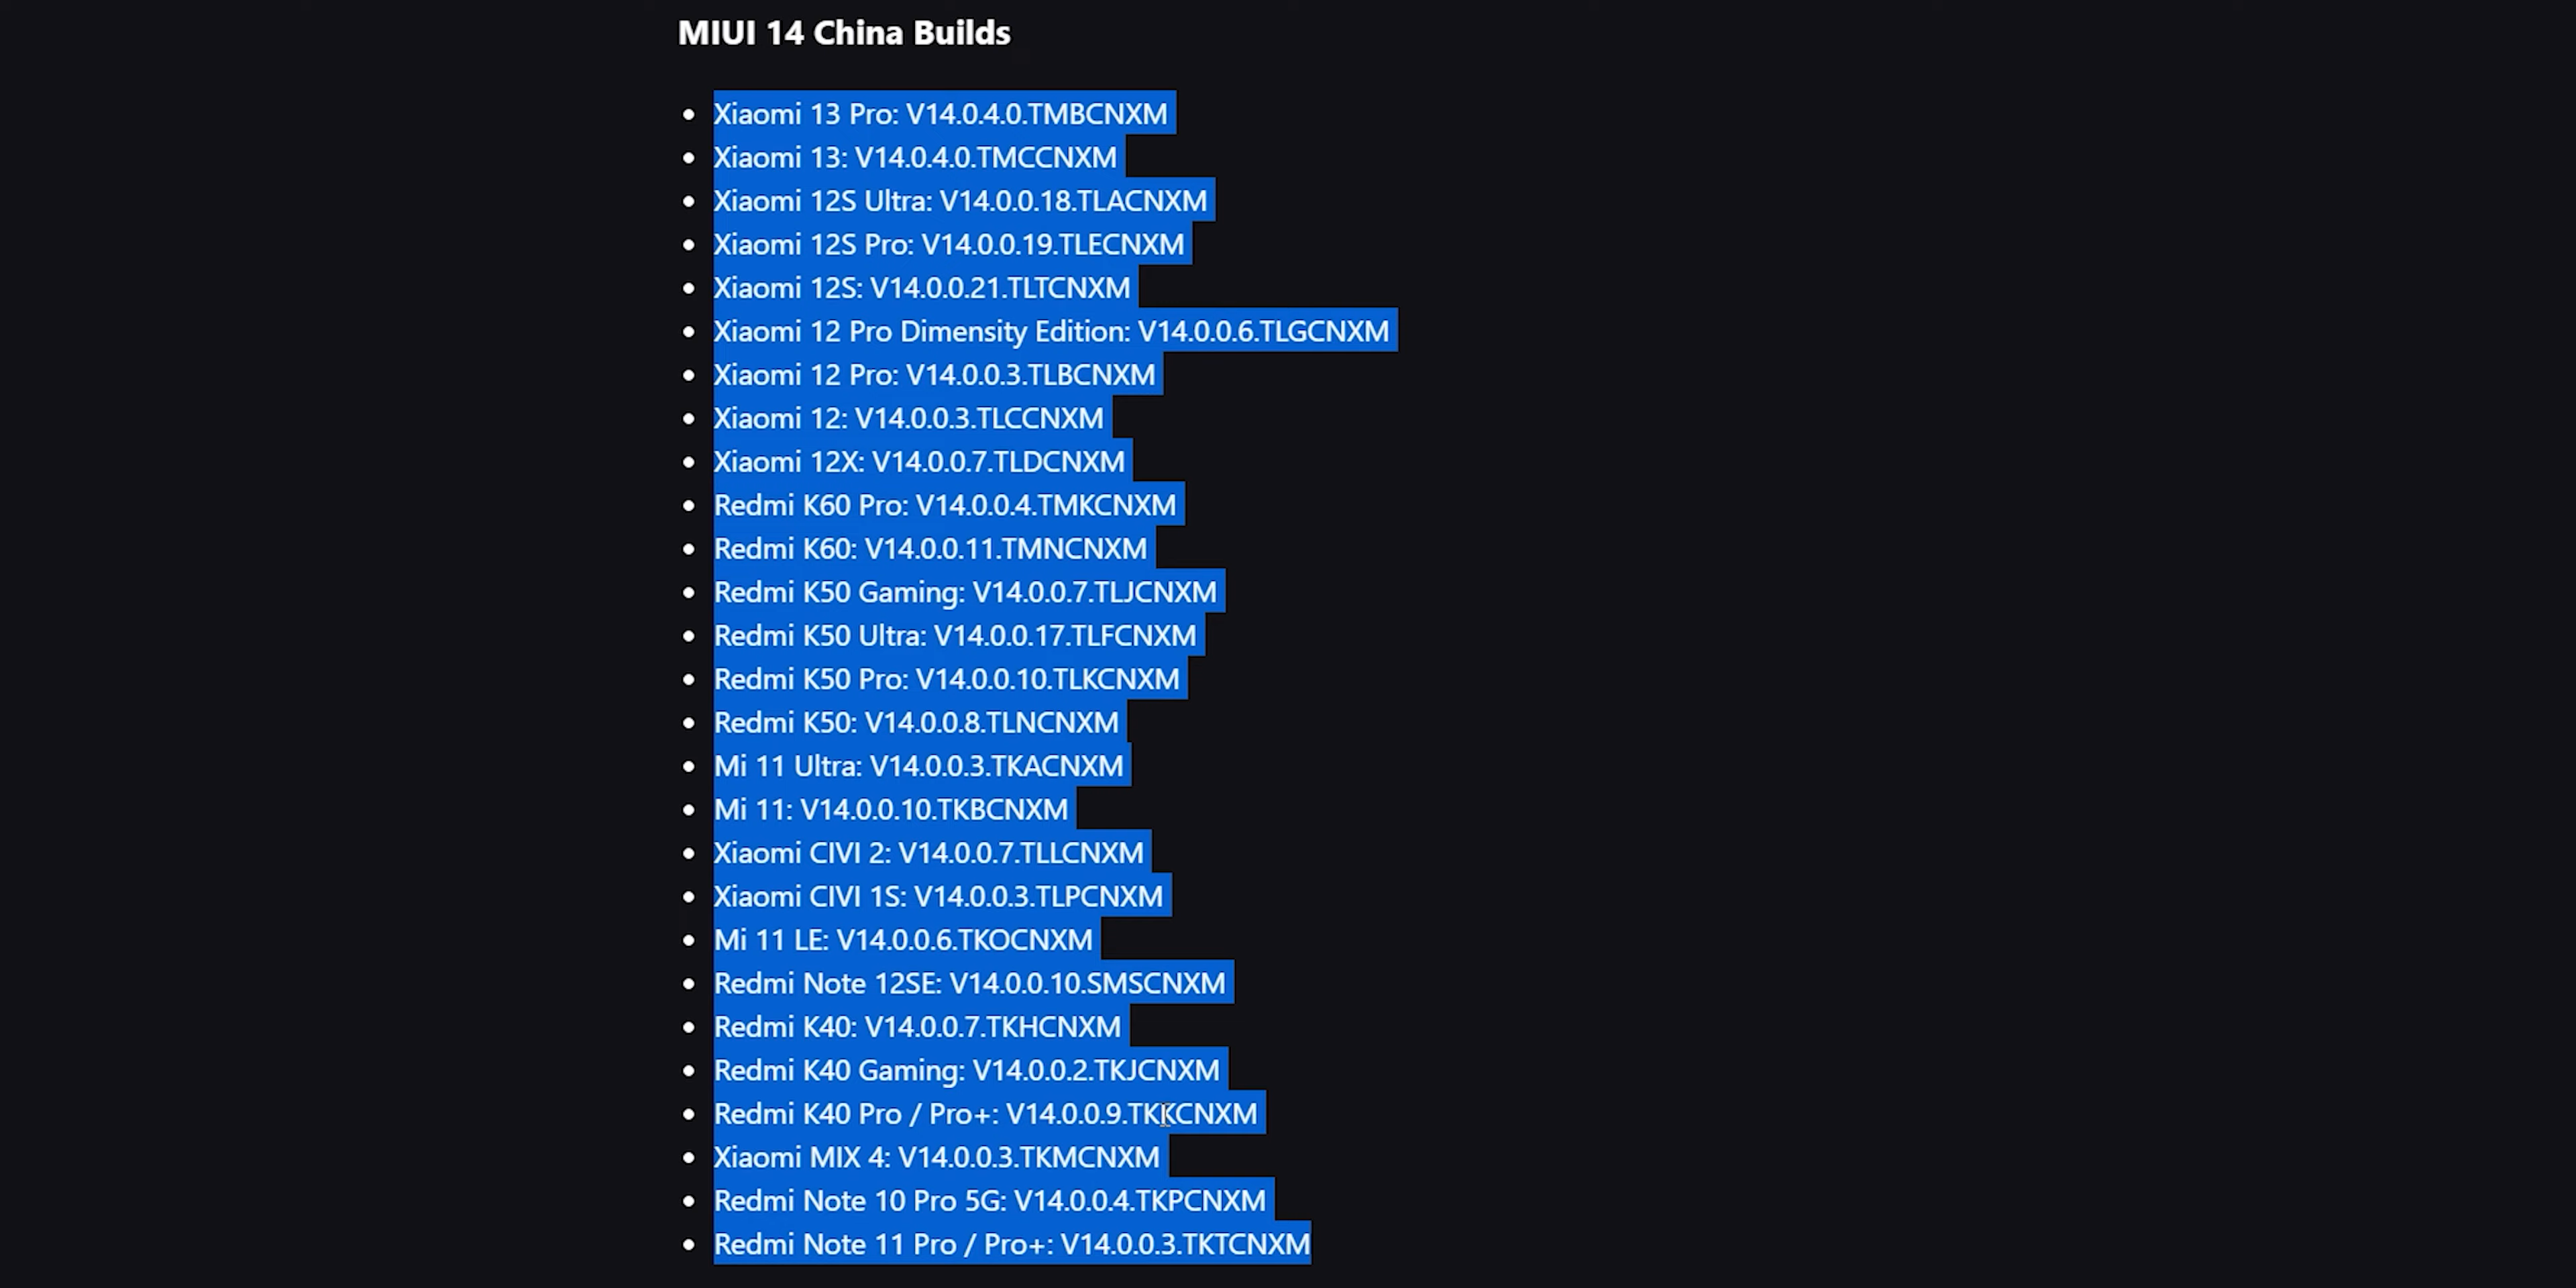 MIUI 14 China Builds
Xiaomi 13 Pro: V14.0.4.0.TMBCNXM
Xiaomi 13: V14.0.4.0.TMCCNXM
Xiaomi 12S Ultra: V14.0.0.18.TLACNXM
Xiaomi 12S Pro: V14.0.0.19.TLECNXM
Xiaomi 12S: V14.0.0.21.TLTCNXM
Xiaomi 12 Pro Dimensity Edition: V14.0.0.6.TLGCNXM
Xiaomi 12 Pro: V14.0.0.3.TLBCNXM
Xiaomi 12: V14.0.0.3.TLCCNXM
Xiaomi 12X: V14.0.0.7.TLDCNXM
Redmi K60 Pro: V14.0.0.4.TMKCNXM
Redmi K60: V14.0.0.11.TMNCNXM
Redmi K50 Gaming: V14.0.0.7.TLJCNXM
Redmi K50 Ultra: V14.0.0.17.TLFCNXM
Redmi K50 Pro: V14.0.0.10.TLKCNXM
Redmi K50: V14.0.0.8.TLNCNXM
Mi 11 Ultra: V14.0.0.3.TKACNXM
Mi 11: V14.0.0.10.TKBCNXM
Xiaomi CIVI 2: V14.0.0.7.TLLCNXM
Xiaomi CIVI 1S: V14.0.0.3.TLPCNXM
Mi 11 LE: V14.0.0.6.TKOCNXM
Redmi Note 12SE: V14.0.0.10.SMSCNXM
Redmi K40: V14.0.0.7.TKHCNXM
Redmi K40 Gaming: V14.0.0.2.TKJCNXM
Redmi K40 Pro / Pro+: V14.0.0.9.TKKCNXM
Xiaomi MIX 4: V14.0.0.3.TKMCNXM
Redmi Note 10 Pro 5G: V14.0.0.4.TKPCNXM
Redmi Note 11 Pro / Pro+: V14.0.0.3.TKTCNXM